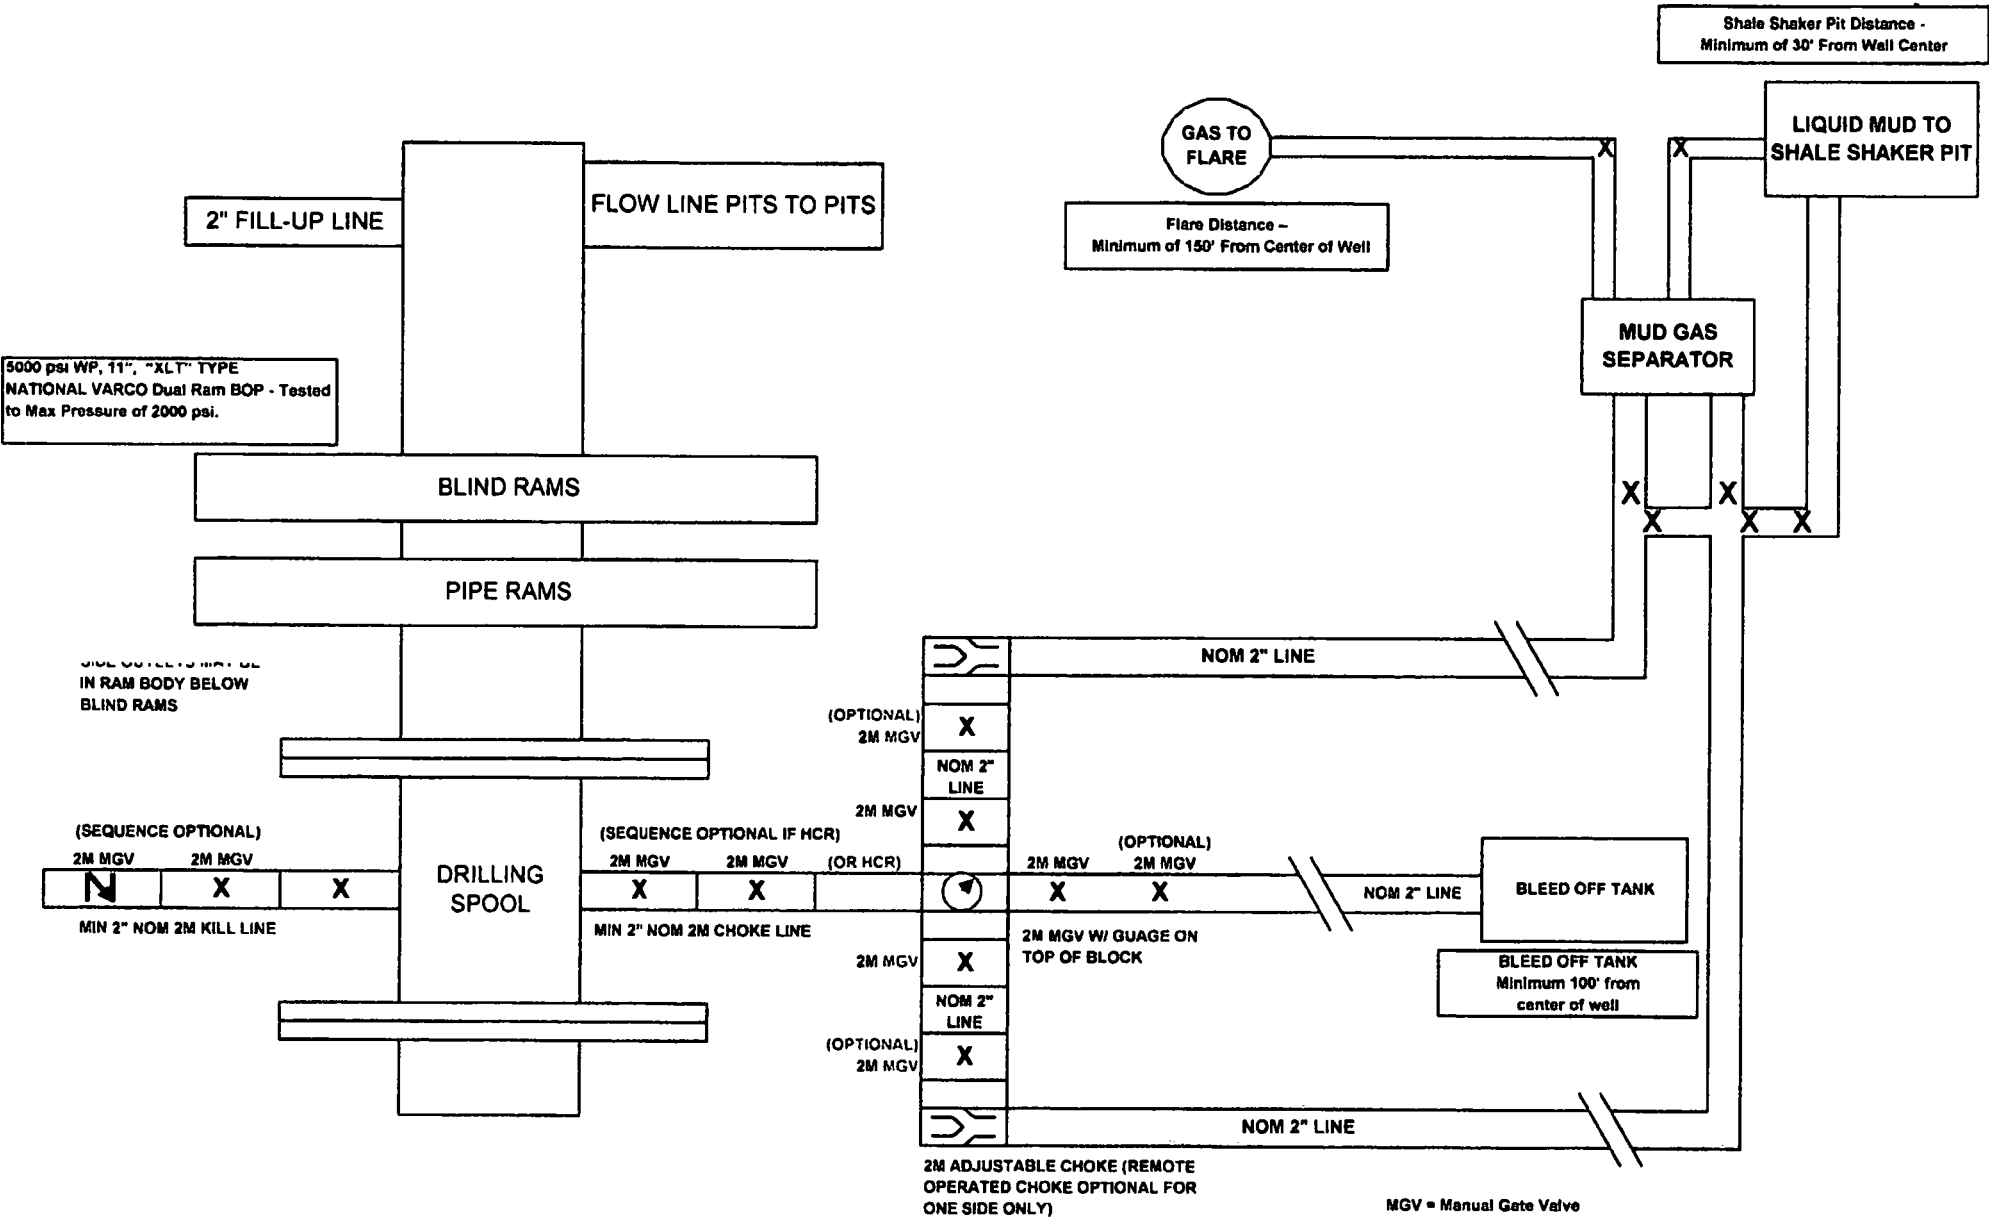 Shale Shaker Pit Distance -
Minimum of 30' From Wall Center
LIQUID MUD TO
SHALE SHAKER PIT
GAS TO
FLARE
Flare Distance –
Minimum of 150' From Center of Well
2" FILL-UP LINE
FLOW LINE PITS TO PITS
MUD GAS
SEPARATOR
5000 psi WP, 11", "XLT" TYPE
NATIONAL VARCO Dual Ram BOP - Tested
to Max Pressure of 2000 psi.
BLIND RAMS
PIPE RAMS
SIDE OUTLETS MAY BE
IN RAM BODY BELOW
BLIND RAMS
X
X
X
X
X
X
X
NOM 2" LINE
(OPTIONAL)
2M MGV
X
NOM 2"
LINE
2M MGV
X
(SEQUENCE OPTIONAL)
2M MGV
2M MGV
N
X
X
MIN 2" NOM 2M KILL LINE
DRILLING
SPOOL
(SEQUENCE OPTIONAL IF HCR)
2M MGV
2M MGV
(OR HCR)
X
X
MIN 2" NOM 2M CHOKE LINE
(OPTIONAL)
2M MGV
2M MGV
X
X
NOM 2" LINE
BLEED OFF TANK
2M MGV W/ GUAGE ON
TOP OF BLOCK
BLEED OFF TANK
Minimum 100' from
center of well
2M MGV
X
NOM 2"
LINE
(OPTIONAL)
2M MGV
X
NOM 2" LINE
2M ADJUSTABLE CHOKE (REMOTE
OPERATED CHOKE OPTIONAL FOR
ONE SIDE ONLY)
MGV = Manual Gate Valve